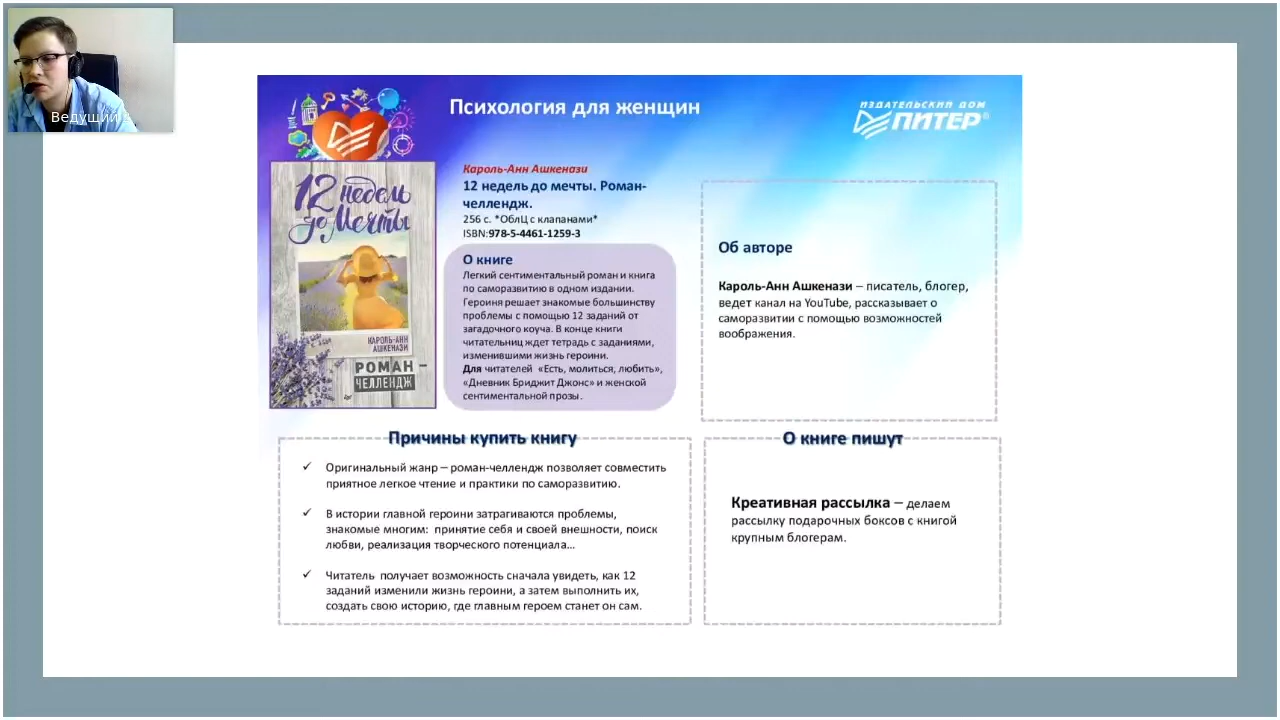 Ведущий
Психология для женщин
ИЗДАТЕЛЬСКИЙ ДОМ
ПИТЕР®
12 недель
до Мечты
КАРОЛЬ-АНН
АШКЕНАЗИ
РОМАН –
ЧЕЛЛЕНДЖ
Кароль-Анн Ашкенази
12 недель до мечты. Роман-
челлендж.
256 с. *ОблЦ с клапанами*
ISBN:978-5-4461-1259-3
О книге
Легкий сентиментальный роман и книга
по саморазвитию в одном издании.
Героиня решает знакомые большинству
проблемы с помощью 12 заданий от
загадочного коуча. В конце книги
читательниц ждет тетрадь с заданиями,
изменившими жизнь героини.
Для читателей «Есть, молиться, любить»,
«Дневник Бриджит Джонс» и женской
сентиментальной прозы.
Об авторе
Кароль-Анн Ашкенази – писатель, блогер,
ведет канал на YouTube, рассказывает о
саморазвитии с помощью возможностей
воображения.
Причины купить книгу
✓ Оригинальный жанр – роман-челлендж позволяет совместить
приятное легкое чтение и практики по саморазвитию.
✓ В истории главной героини затрагиваются проблемы,
знакомые многим: принятие себя и своей внешности, поиск
любви, реализация творческого потенциала…
✓ Читатель получает возможность сначала увидеть, как 12
заданий изменили жизнь героини, а затем выполнить их,
создать свою историю, где главным героем станет он сам.
О книге пишут
Креативная рассылка – делаем
рассылку подарочных боксов с книгой
крупным блогерам.